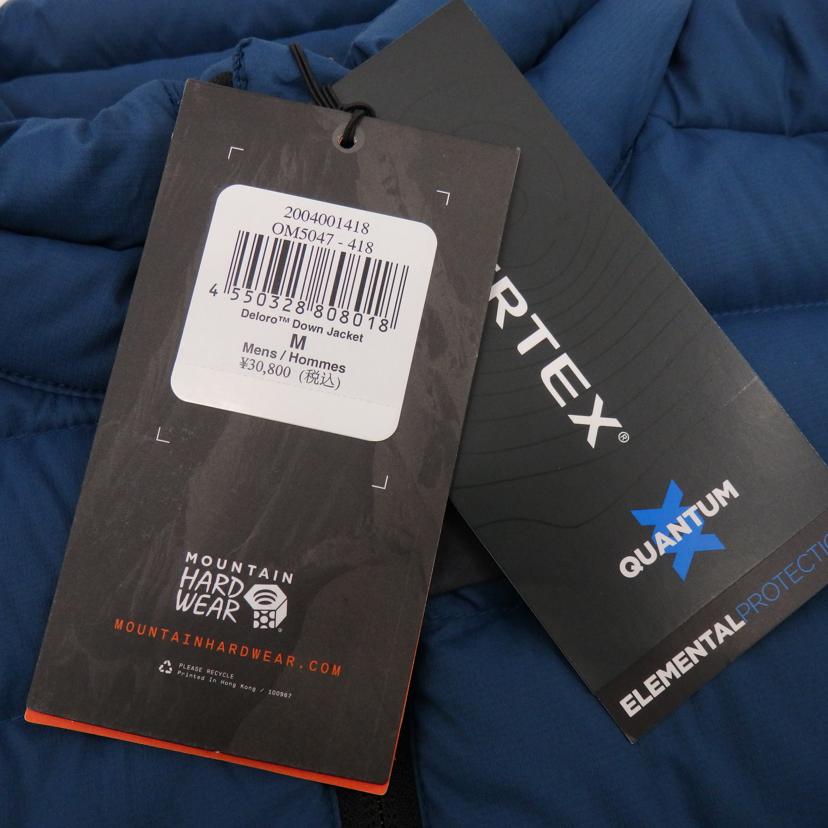 2004001418
OM5047 - 418
4 550328 808018
Deloro™ Down Jacket
M
Mens / Hommes
¥30,800 (税込)
MOUNTAIN
HARD
WEAR
MOUNTAINHARDWEAR.COM
PLEASE RECYCLE
Printed In Hong Kong / 100967
RTEX®
QUANTUM
ELEMENTALPROTECTIO